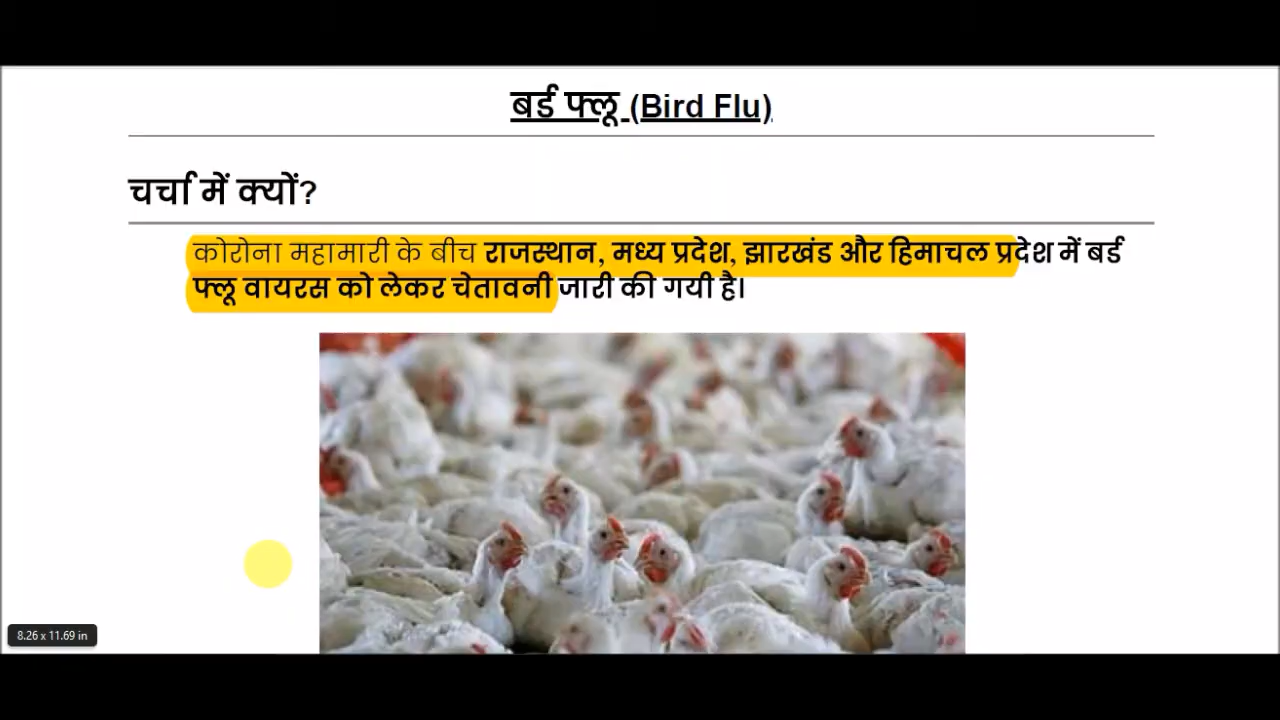 बर्ड फ्लू (Bird Flu)
चर्चा में क्यों?
कोरोना महामारी के बीच राजस्थान, मध्य प्रदेश, झारखंड और हिमाचल प्रदेश में बर्ड
फ्लू वायरस को लेकर चेतावनी जारी की गयी है।
8.26 x 11.69 in